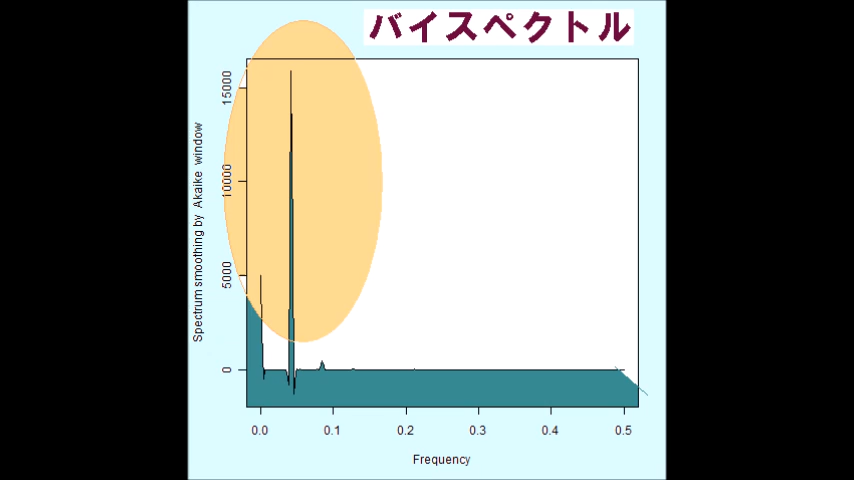 バイスペクトル
Spectrum smoothing by Akaike window
15000
10000
5000
0
0.0 0.1 0.2 0.3 0.4 0.5
Frequency